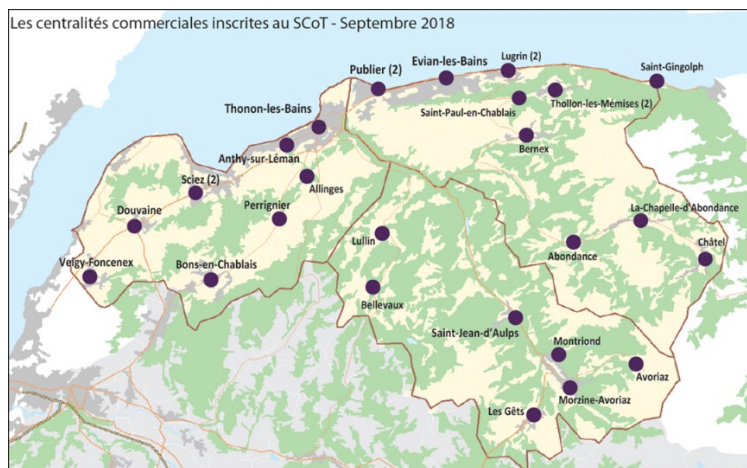 Les centralités commerciales inscrites au SCoT - Septembre 2018
Publier (2)
Evian-les-Bains
Lugrin (2)
Saint-Gingolph
Saint-Paul-en-Chablais
Thollon-les-Mémises (2)
Thonon-les-Bains
Bernex
Anthy-sur-Léman
Sciez (2)
Allinges
Douvaine
Perrignier
Lullin
La-Chapelle-d'Abondance
Abondance
Châtel
Veigy-Foncenex
Bons-en-Chablais
Bellevaux
Saint-Jean-d'Aulps
Montriond
Avoriaz
Morzine-Avoriaz
Les Gêts